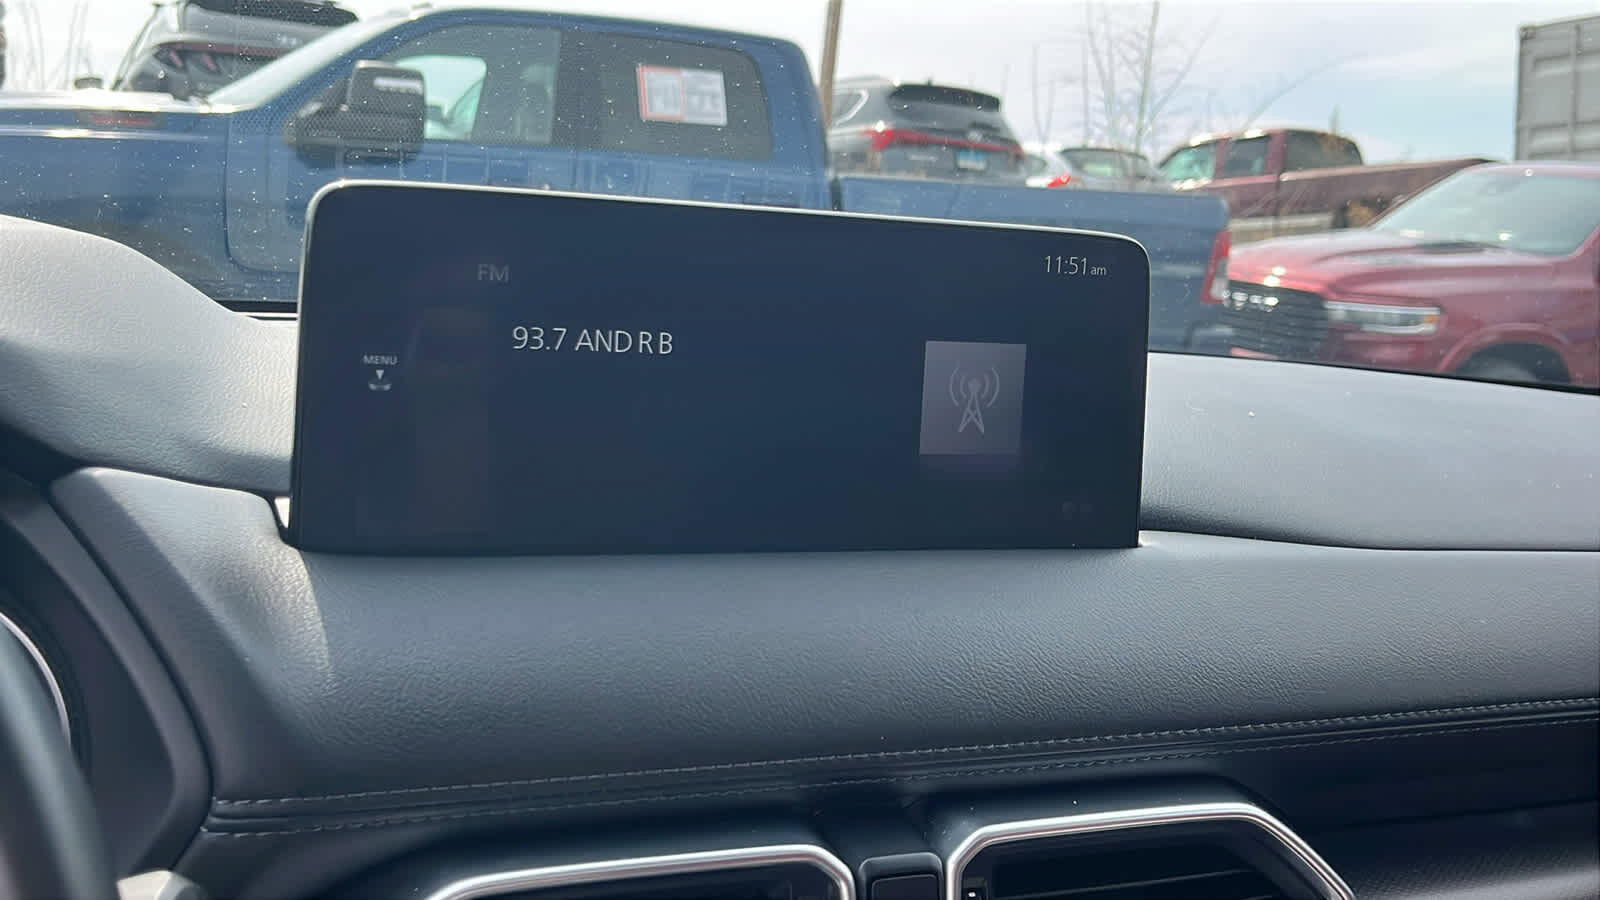 FM
11:51 am
93.7 AND R B
MENU